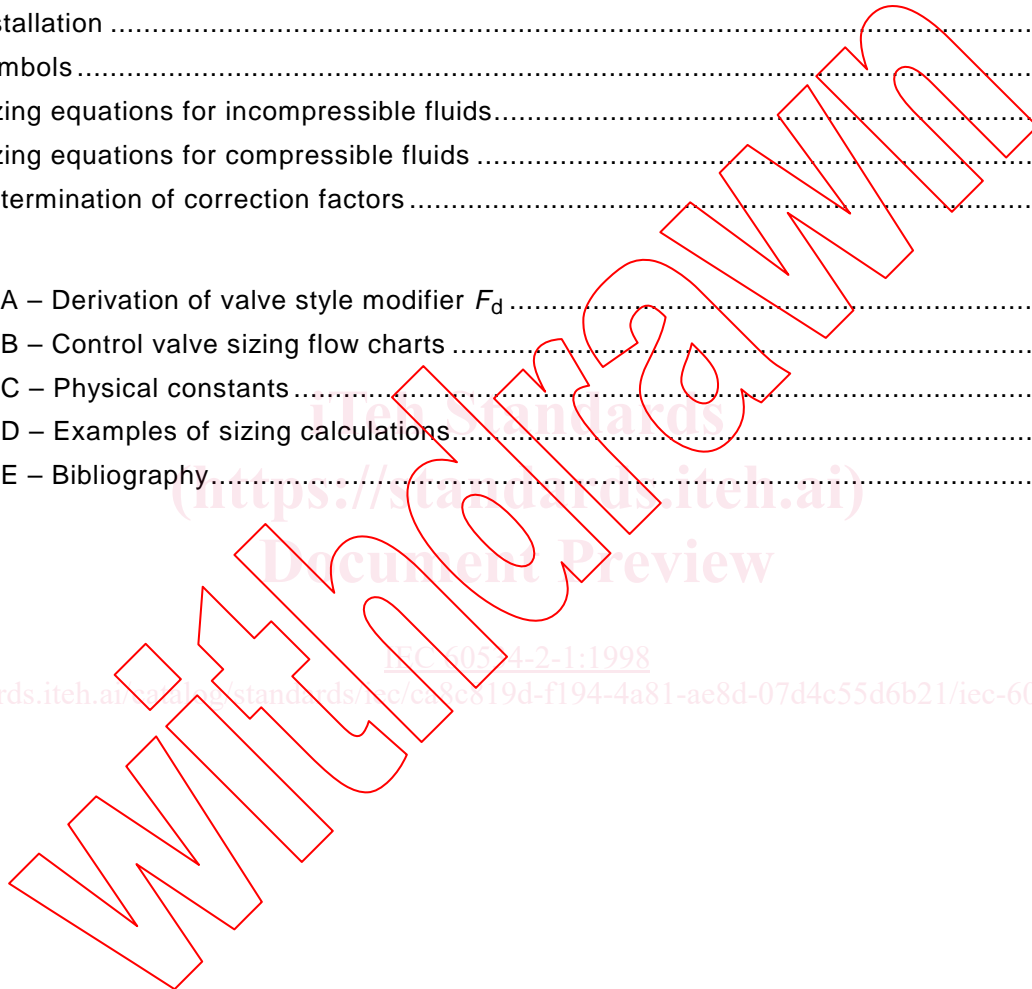 stallation ..........
mbols ..........
zing equations for incompressible fluids..........
zing equations for compressible fluids ..........
termination of correction factors ..........
A – Derivation of valve style modifier Fd ..........
B – Control valve sizing flow charts ..........
C – Physical constants ..........
D – Examples of sizing calculations..........
E – Bibliography..........
iTeh Standards
(https://standards.iteh.ai)
Document Preview
IEC 60534-2-1:1998
rds.iteh.ai/catalog/standards/iec/ca8c819d-f194-4a81-ae8d-07d4c55d6b21/iec-60
withdrawn